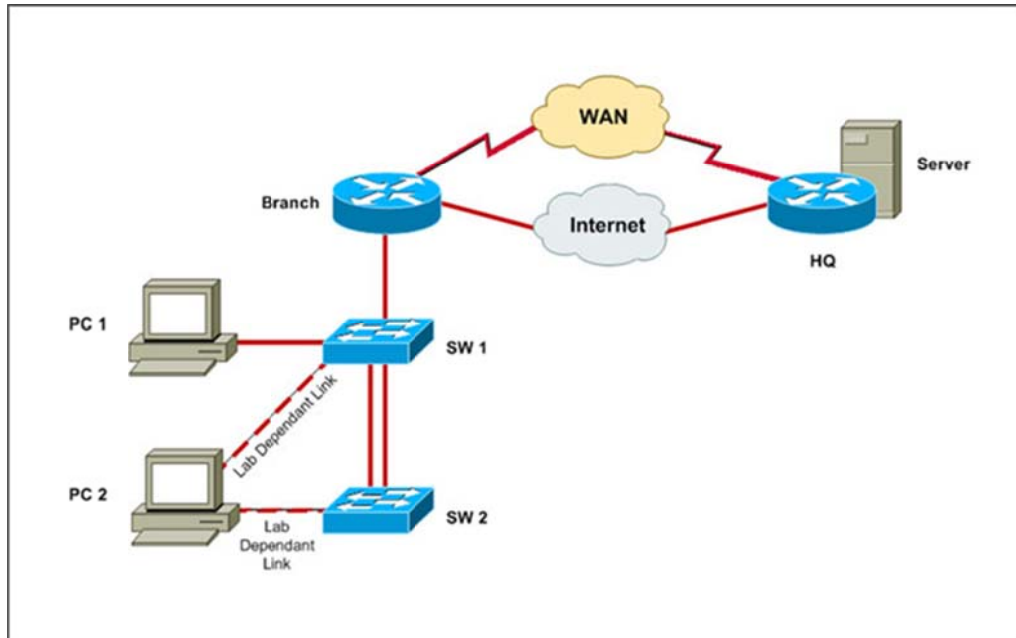 WAN
Server
Branch
Internet
HQ
PC 1
SW 1
Lab Dependant Link
PC 2
SW 2
Lab
Dependant
Link